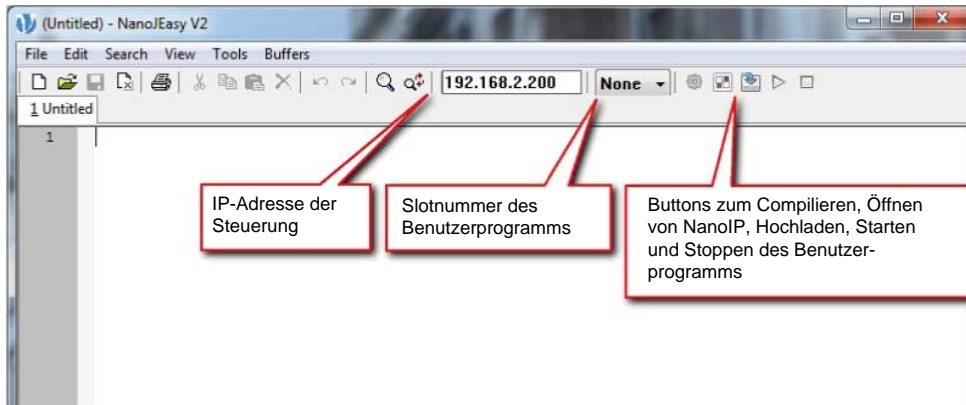 (Untitled) - NanoJEasy V2
File Edit Search View Tools Buffers
192.168.2.200 None
1 Untitled
1
IP-Adresse der
Steuerung
Slotnummer des
Benutzerprogramms
Buttons zum Compilieren, Öffnen
von NanoIP, Hochladen, Starten
und Stoppen des Benutzer-
programms